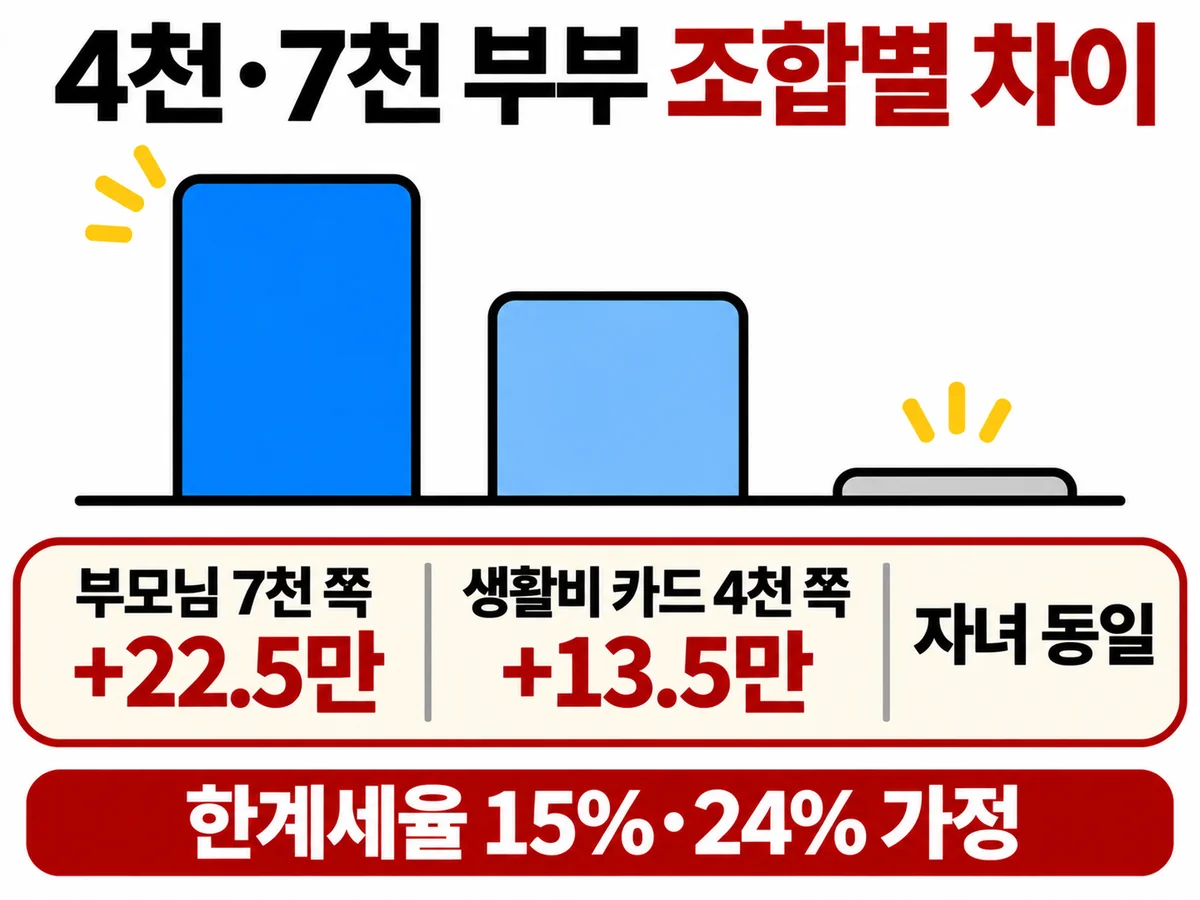 4천·7천 부부 조합별 차이
부모님 7천 쪽
+22.5만
생활비 카드 4천 쪽
+13.5만
자녀 동일
한계세율 15%·24% 가정